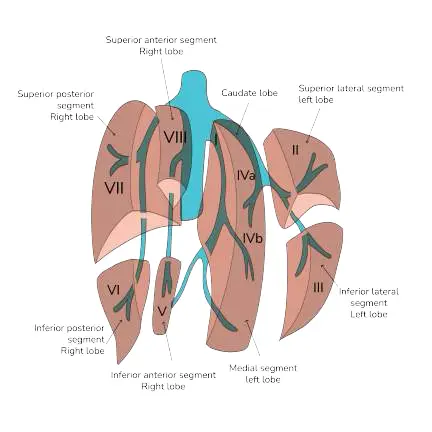 Superior anterior segment
Right lobe
Superior posterior
segment
Right lobe
Caudate lobe
Superior lateral segment
left lobe
VIII
I
II
VII
IVa
IVb
VI
V
III
Inferior lateral
segment
Left lobe
Inferior posterior
segment
Right lobe
Inferior anterior segment
Right lobe
Medial segment
left lobe